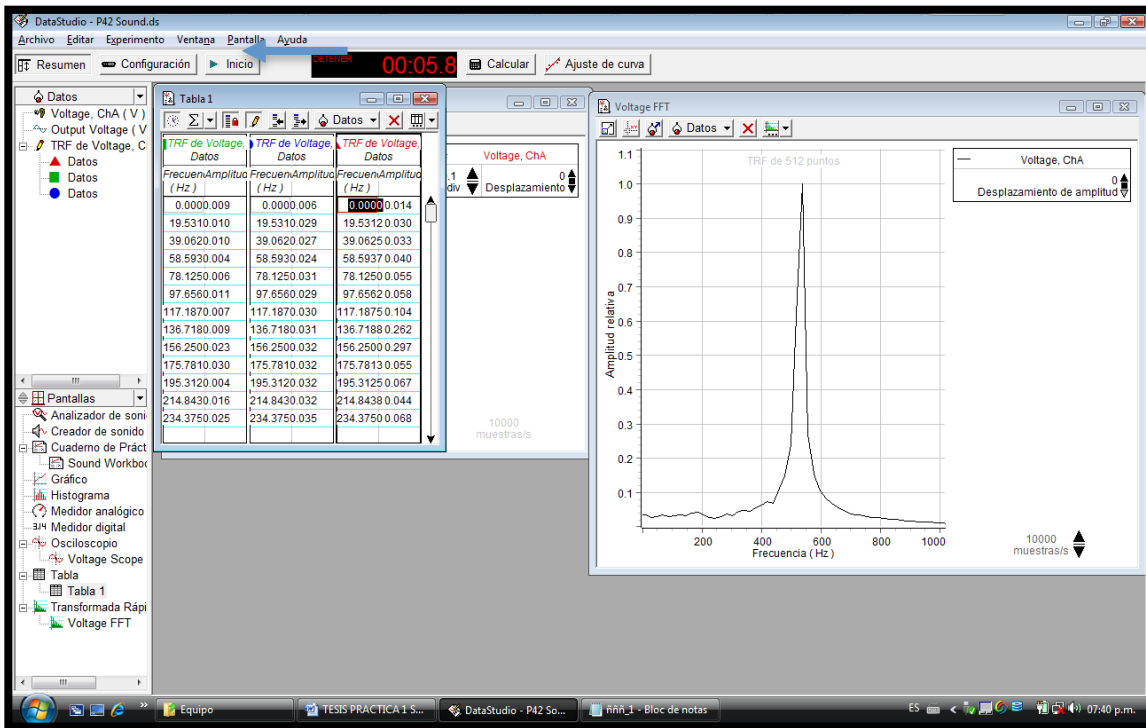 DataStudio - P42 Sound.ds
Archivo Editar Experimento Ventana Pantalla Ayuda
Resumen Configuración Inicio DETENER 00:05.8 Calcular Ajuste de curva
Datos
Voltage, ChA ( V )
Output Voltage ( V
TRF de Voltage, C
Datos
Datos
Datos
Pantallas
Analizador de soni
Creador de sonido
Cuaderno de Práct
Sound Workbo
Gráfico
Histograma
Medidor analógico
3.14 Medidor digital
Osciloscopio
Voltage Scope
Tabla
Tabla 1
Transformada Rápi
Voltage FFT
Tabla 1
Σ Datos
TRF de Voltage, TRF de Voltage, TRF de Voltage,
Datos Datos Datos
Frecuen Amplituc Frecuen Amplituc Frecuen Amplituc
( Hz ) ( Hz ) ( Hz )
0.000 0.009 0.000 0.006 0.0000 0.014
19.531 0.010 19.531 0.029 19.5312 0.030
39.062 0.010 39.062 0.027 39.0625 0.033
58.593 0.004 58.593 0.024 58.5937 0.040
78.125 0.006 78.125 0.031 78.1250 0.055
97.656 0.011 97.656 0.029 97.6562 0.058
117.187 0.007 117.187 0.030 117.1875 0.104
136.718 0.009 136.718 0.031 136.7188 0.262
156.250 0.023 156.250 0.032 156.2500 0.297
175.781 0.030 175.781 0.032 175.7813 0.055
195.312 0.004 195.312 0.032 195.3125 0.067
214.843 0.016 214.843 0.032 214.8438 0.044
234.375 0.025 234.375 0.035 234.3750 0.068
Voltage, ChA
.1
div
0
Desplazamiento
10000
muestras/s
Voltage FFT
Datos
TRF de 512 puntos
Voltage, ChA
0
Desplazamiento de amplitud
Amplitud relativa
1.1
1.0
0.9
0.8
0.7
0.6
0.5
0.4
0.3
0.2
0.1
200 400 600 800 1000
Frecuencia ( Hz )
10000
muestras/s
Equipo TESIS PRACTICA 1 S... DataStudio - P42 So... ñññ_1 - Bloc de notas ES 07:40 p.m.